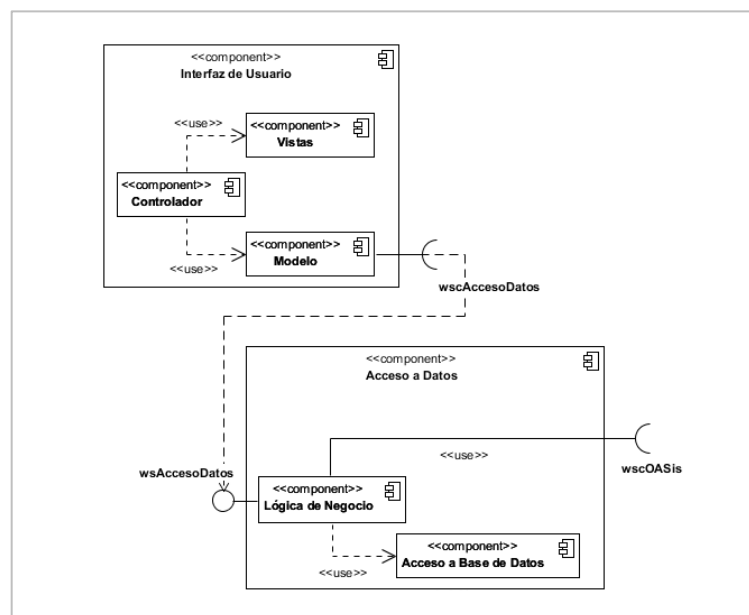 <<component>>
Interfaz de Usuario
<<use>>
<<component>>
Vistas
<<component>>
Controlador
<<component>>
Modelo
<<use>>
wscAccesoDatos
<<component>>
Acceso a Datos
<<use>>
wscOASis
wsAccesoDatos
<<component>>
Lógica de Negocio
<<component>>
Acceso a Base de Datos
<<use>>